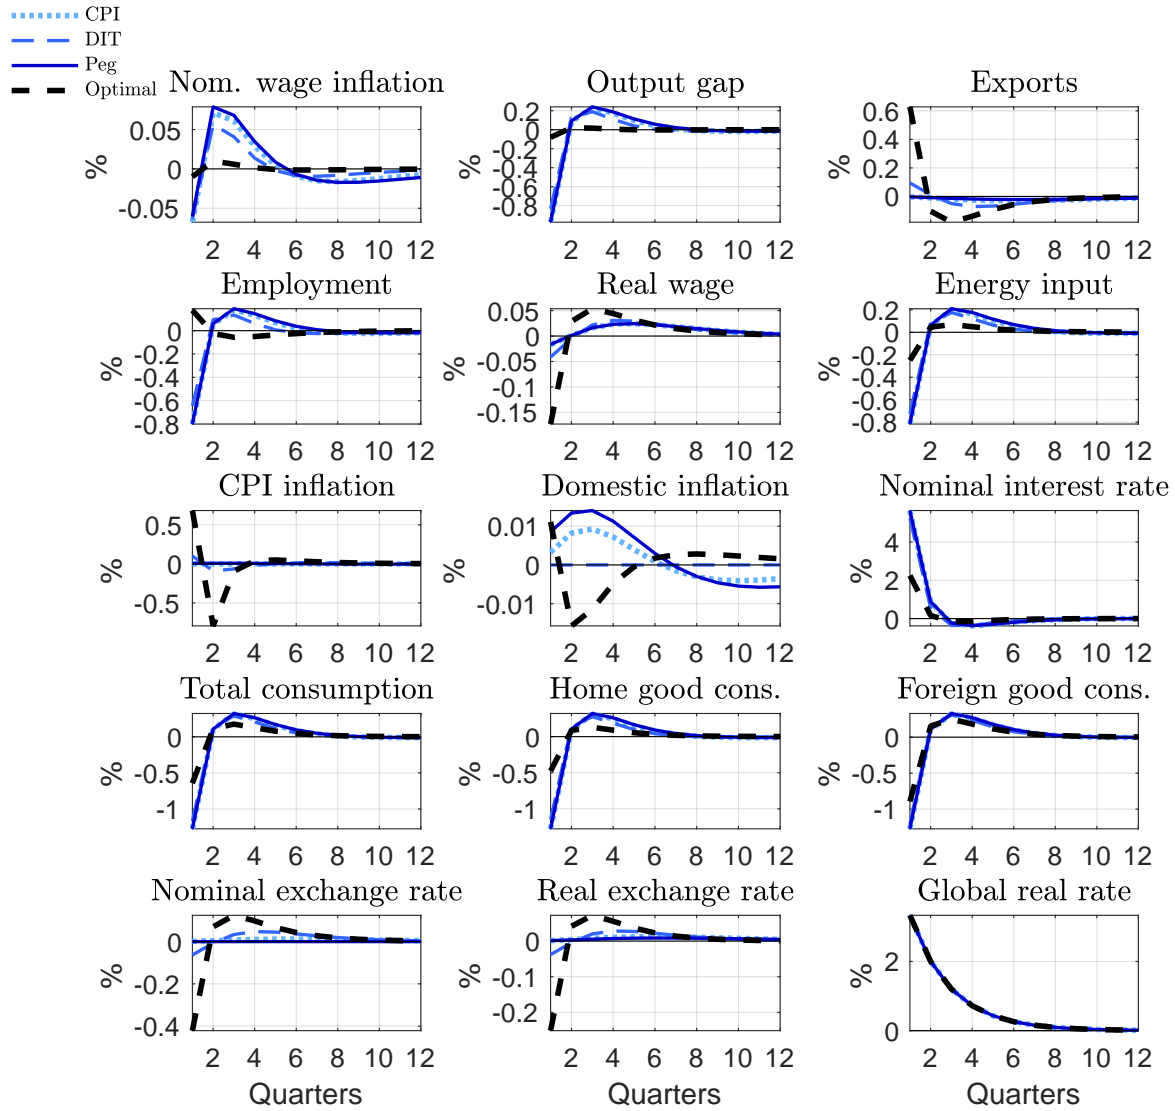 CPI
DIT
Peg
Optimal
Nom. wage inflation
Output gap
Exports
%
0.05
0
-0.05
2 4 6 8 10 12
%
0.2
0
-0.2
-0.4
-0.6
-0.8
2 4 6 8 10 12
%
0.6
0.4
0.2
0
2 4 6 8 10 12
Employment
Real wage
Energy input
%
0
-0.2
-0.4
-0.6
-0.8
2 4 6 8 10 12
%
0.05
0
-0.05
-0.1
-0.15
2 4 6 8 10 12
%
0.2
0
-0.2
-0.4
-0.6
-0.8
2 4 6 8 10 12
CPI inflation
Domestic inflation
Nominal interest rate
%
0.5
0
-0.5
2 4 6 8 10 12
%
0.01
0
-0.01
2 4 6 8 10 12
%
4
2
0
2 4 6 8 10 12
Total consumption
Home good cons.
Foreign good cons.
%
0
-0.5
-1
2 4 6 8 10 12
%
0
-0.5
-1
2 4 6 8 10 12
%
0
-0.5
-1
2 4 6 8 10 12
Nominal exchange rate
Real exchange rate
Global real rate
%
0
-0.2
-0.4
2 4 6 8 10 12
Quarters
%
0
-0.1
-0.2
2 4 6 8 10 12
Quarters
%
2
0
2 4 6 8 10 12
Quarters